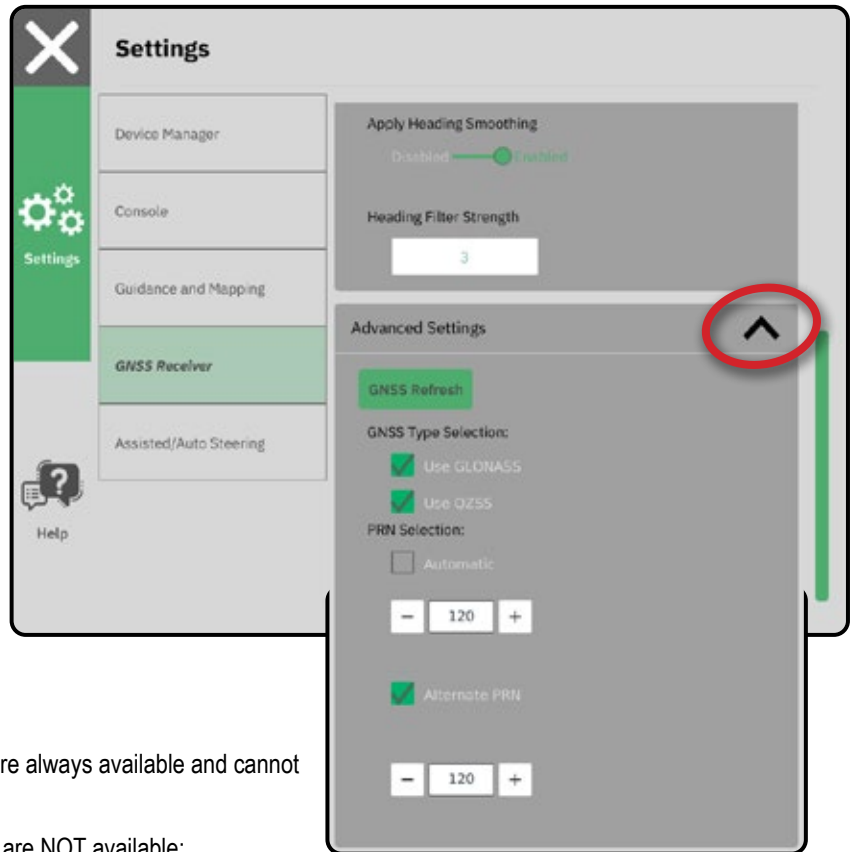 Settings
Settings
Help
Device Manager
Console
Guidance and Mapping
GNSS Receiver
Assisted/Auto Steering
Apply Heading Smoothing
Disabled Enabled
Heading Filter Strength
3
Advanced Settings
GNSS Refresh
GNSS Type Selection:
Use GLONASS
Use QZSS
PRN Selection:
Automatic
− 120 +
Alternate PRN
− 120 +
re always available and cannot
are NOT available: